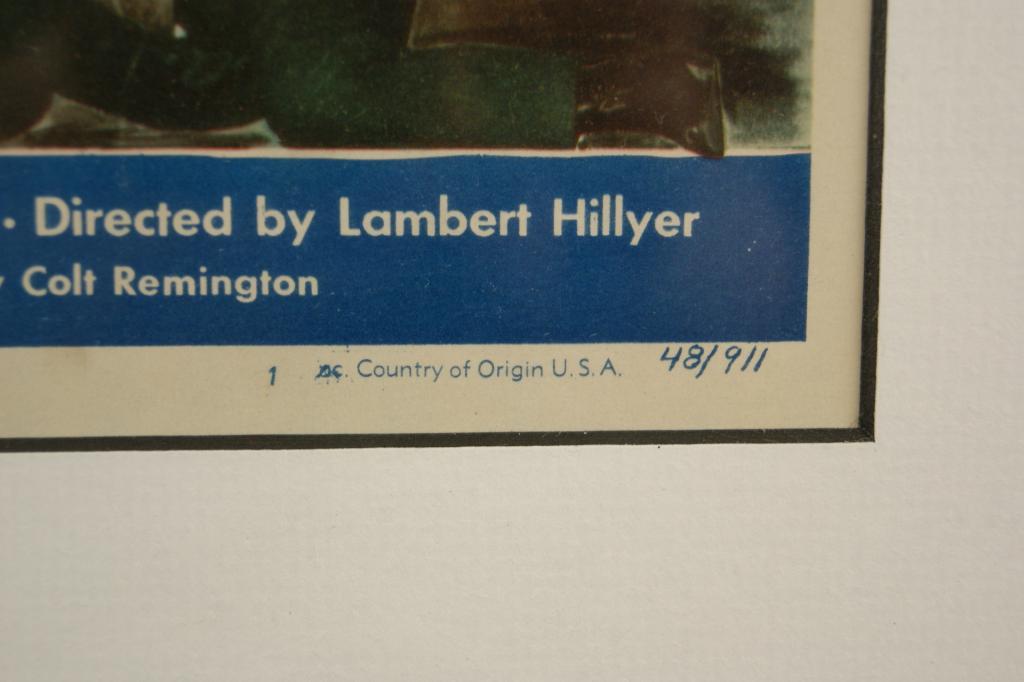 · Directed by Lambert Hillyer
y Colt Remington
1 Country of Origin U.S.A. 48/911